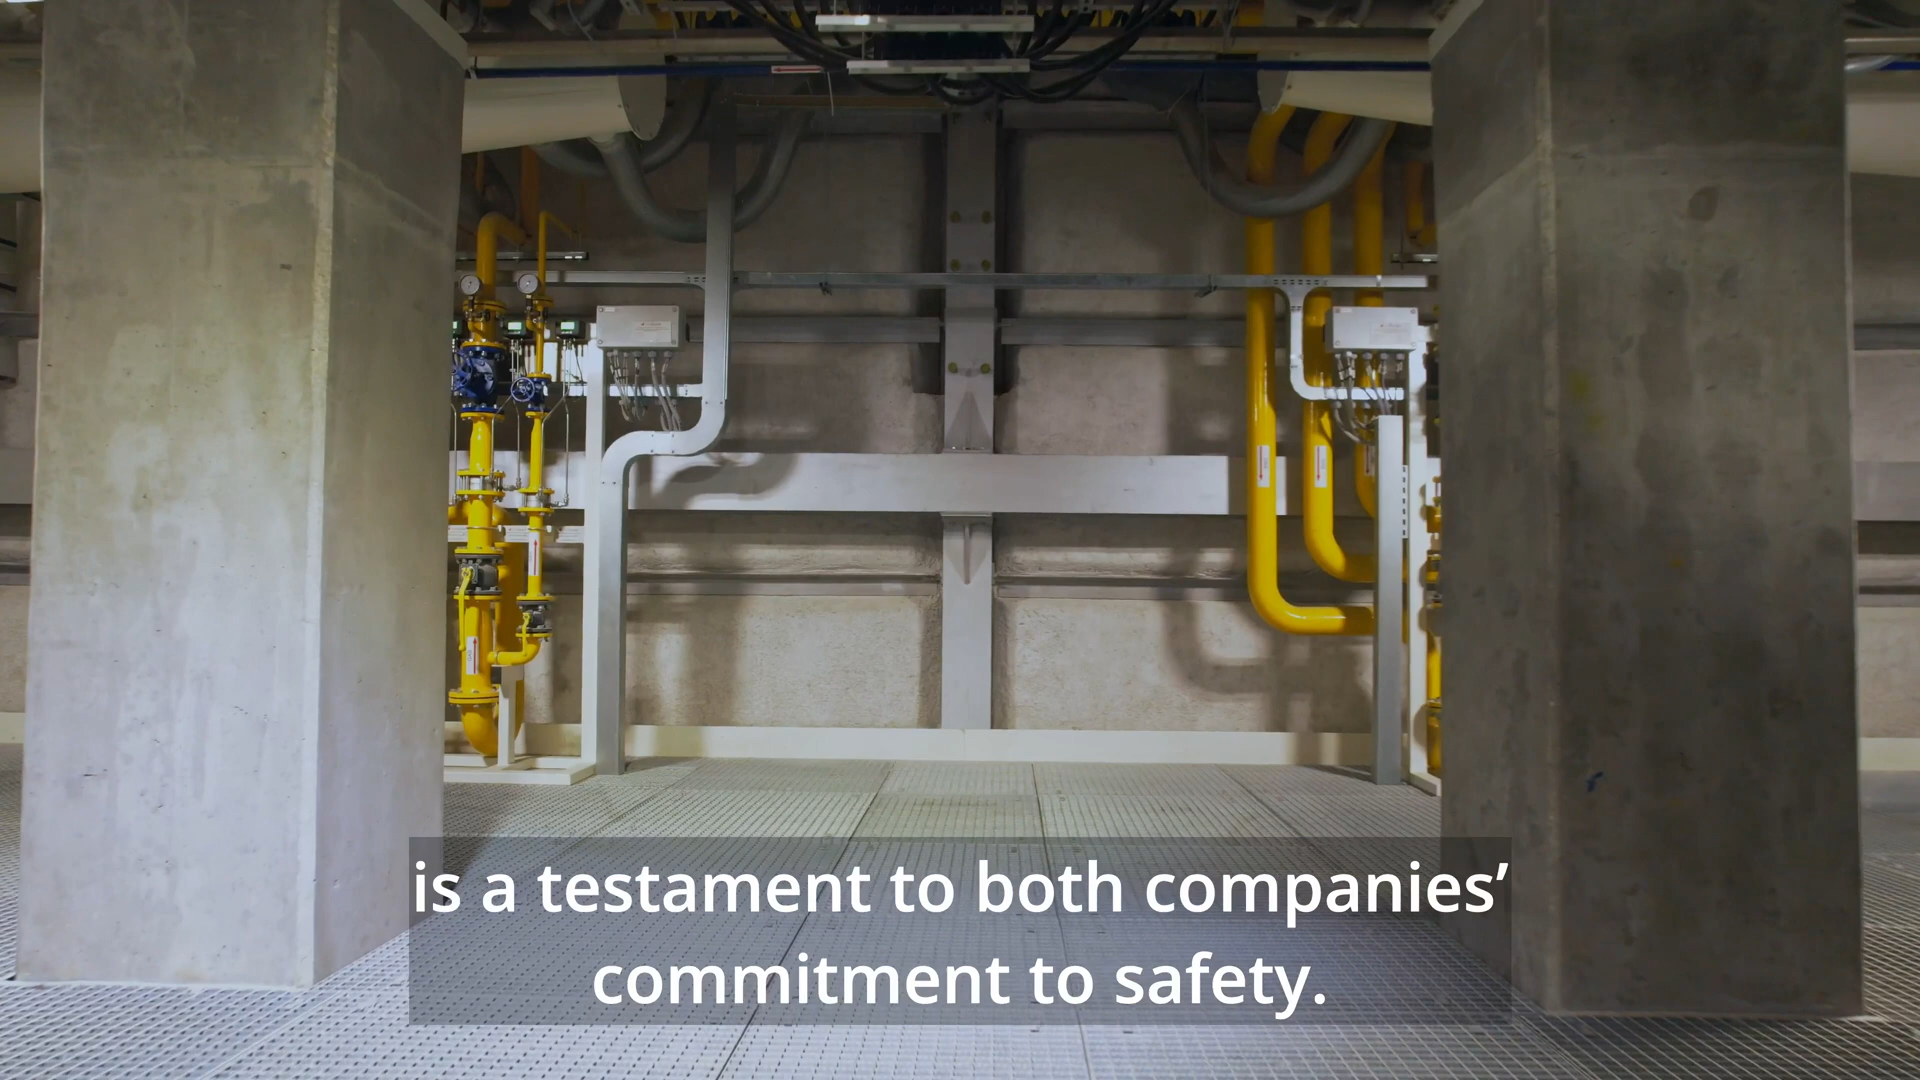 is a testament to both companies’
commitment to safety.